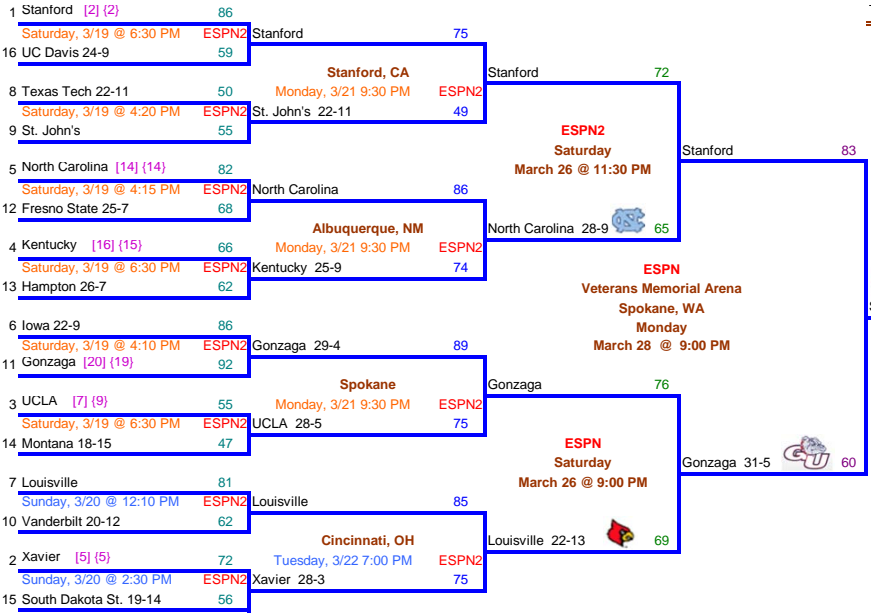 1 Stanford [2] {2} 86
Saturday, 3/19 @ 6:30 PM ESPN2 Stanford 75
16 UC Davis 24-9 59
Stanford, CA Stanford 72
8 Texas Tech 22-11 50 Monday, 3/21 9:30 PM ESPN2
Saturday, 3/19 @ 4:20 PM ESPN2 St. John's 22-11 49
9 St. John's 55 ESPN2
Saturday Stanford 83
5 North Carolina [14] {14} 82 March 26 @ 11:30 PM
Saturday, 3/19 @ 4:15 PM ESPN2 North Carolina 86
12 Fresno State 25-7 68
Albuquerque, NM North Carolina 28-9 65
4 Kentucky [16] {15} 66 Monday, 3/21 9:30 PM ESPN2
Saturday, 3/19 @ 6:30 PM ESPN2 Kentucky 25-9 74 ESPN
13 Hampton 26-7 62 Veterans Memorial Arena
Spokane, WA
6 Iowa 22-9 86 Monday
Saturday, 3/19 @ 4:10 PM ESPN2 Gonzaga 29-4 89 March 28 @ 9:00 PM
11 Gonzaga [20] {19} 92
Spokane Gonzaga 76
3 UCLA [7] {9} 55 Monday, 3/21 9:30 PM ESPN2
Saturday, 3/19 @ 6:30 PM ESPN2 UCLA 28-5 75
14 Montana 18-15 47 ESPN
Saturday Gonzaga 31-5 GU 60
7 Louisville 81 March 26 @ 9:00 PM
Sunday, 3/20 @ 12:10 PM ESPN2 Louisville 85
10 Vanderbilt 20-12 62
Cincinnati, OH Louisville 22-13 69
2 Xavier [5] {5} 72 Tuesday, 3/22 7:00 PM ESPN2
Sunday, 3/20 @ 2:30 PM ESPN2 Xavier 28-3 75
15 South Dakota St. 19-14 56